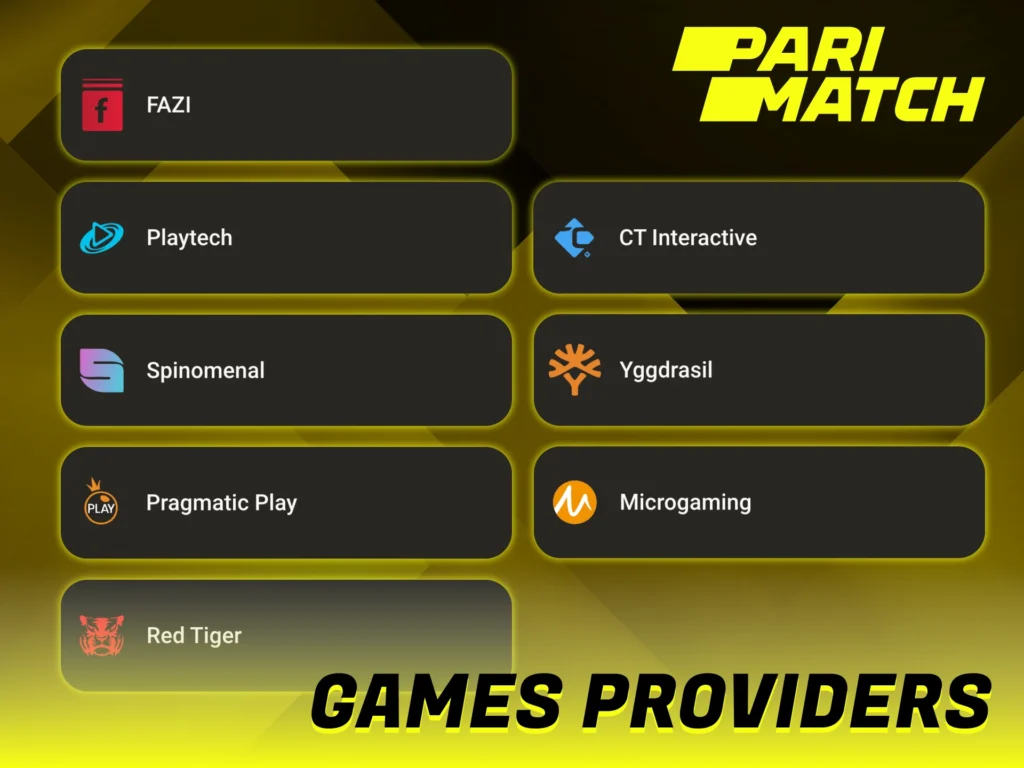 PARI
MATCH
f
FAZI
Playtech
C
CT Interactive
Spinomenal
Yggdrasil
PLAY
Pragmatic Play
Microgaming
Red Tiger
GAMES PROVIDERS